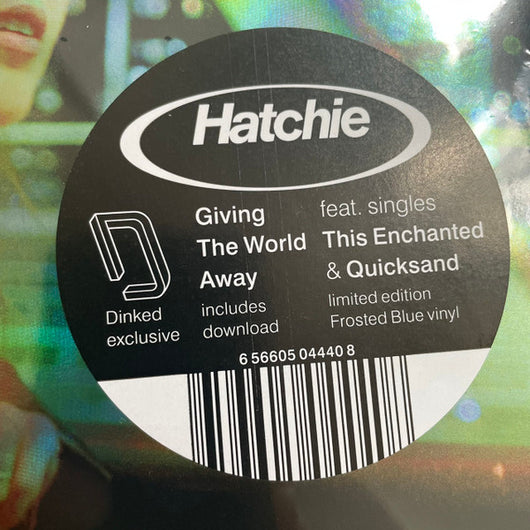 Hatchie
Giving
The World
Away
includes
download
feat. singles
This Enchanted
& Quicksand
limited edition
Frosted Blue vinyl
Dinked
exclusive
6 56605 04440 8